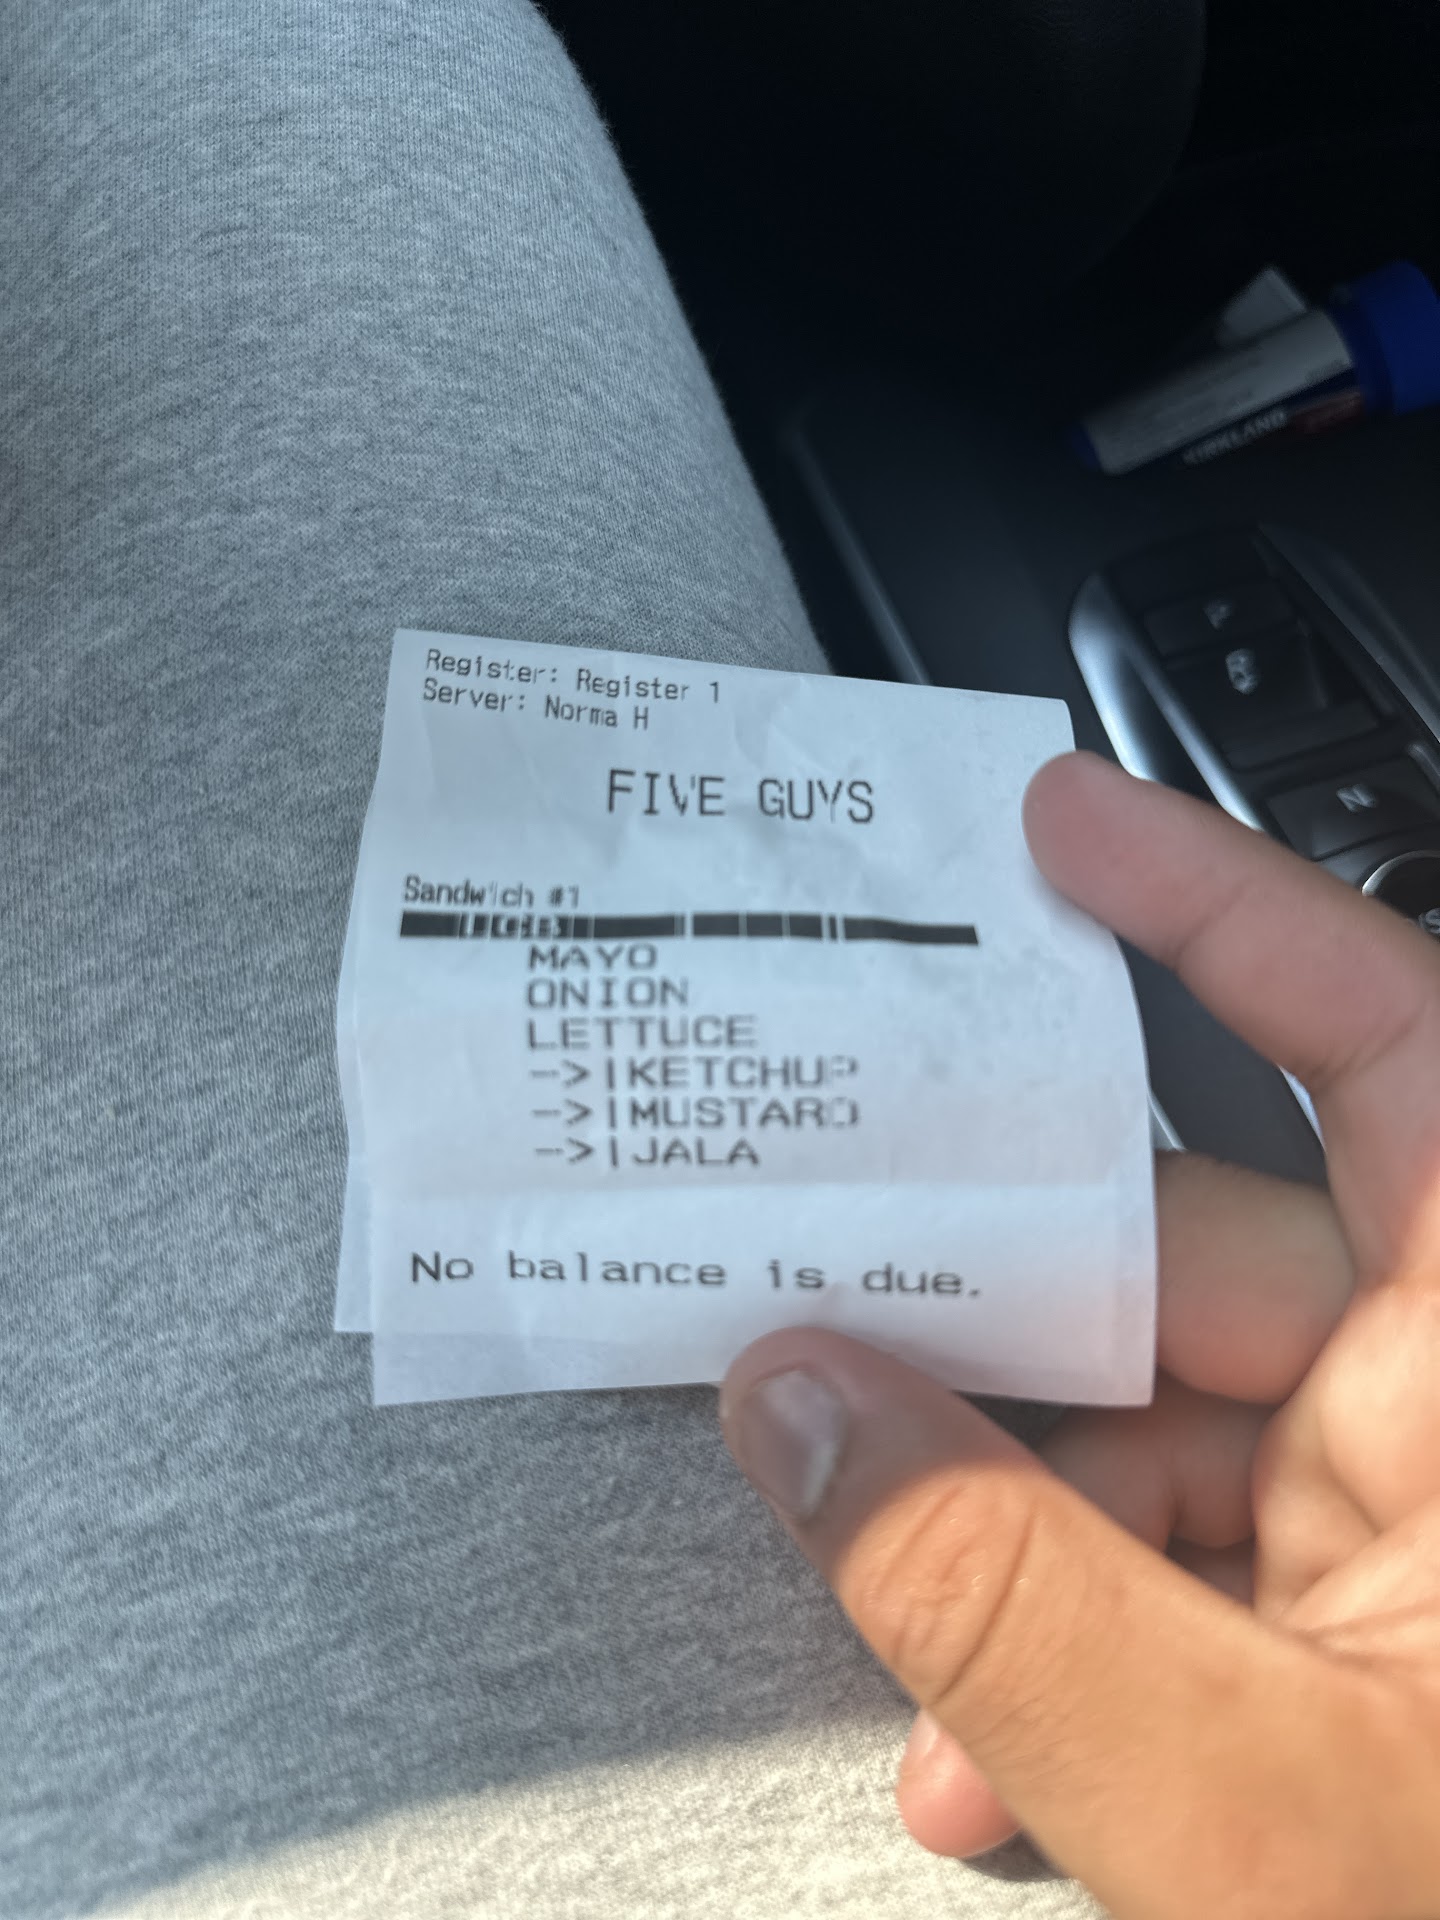 Register: Register 1
Server: Norma H
FIVE GUYS
Sandwich #1
MAYO
ONION
LETTUCE
->|KETCHUP
->|MUSTARD
->|JALA
No balance is due.
KIRKLAND
N